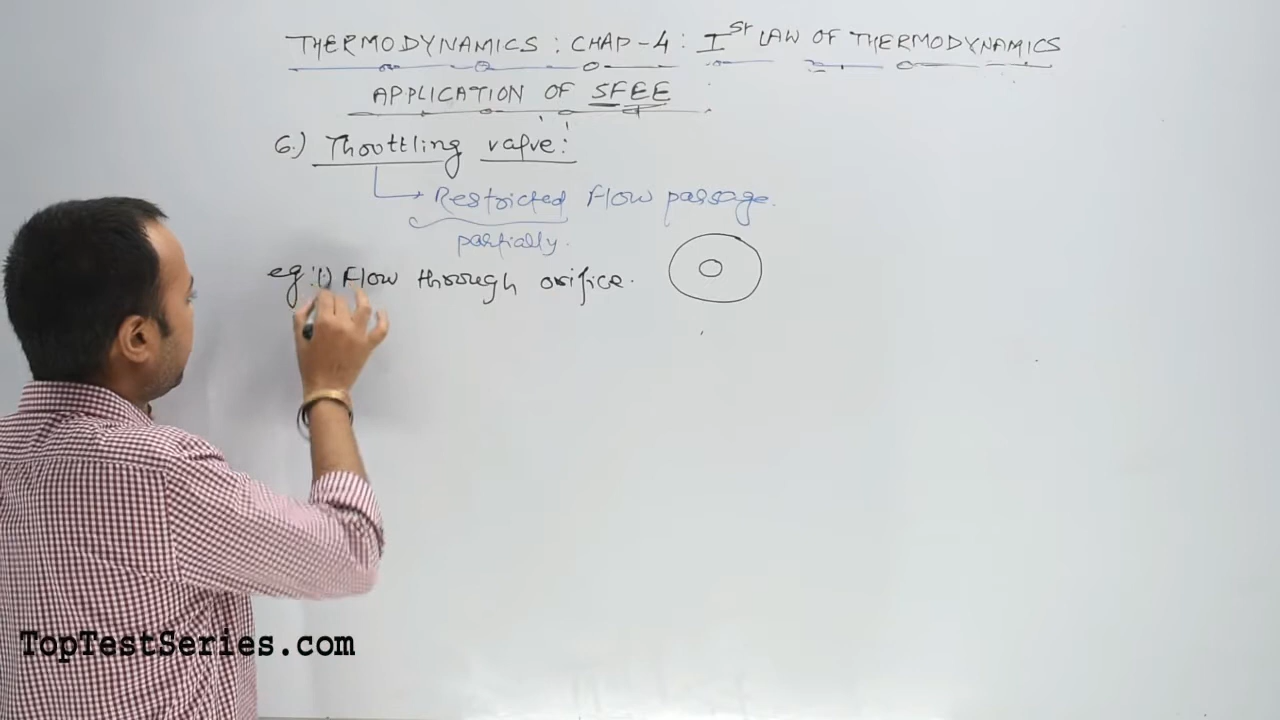 THERMODYNAMICS : CHAP-4 : Ist LAW OF THERMODYNAMICS
APPLICATION OF SFEE
6.) Throttling valve:
Restricted flow passage.
partially.
eg:(1) Flow through orifice.
TopTestSeries.com